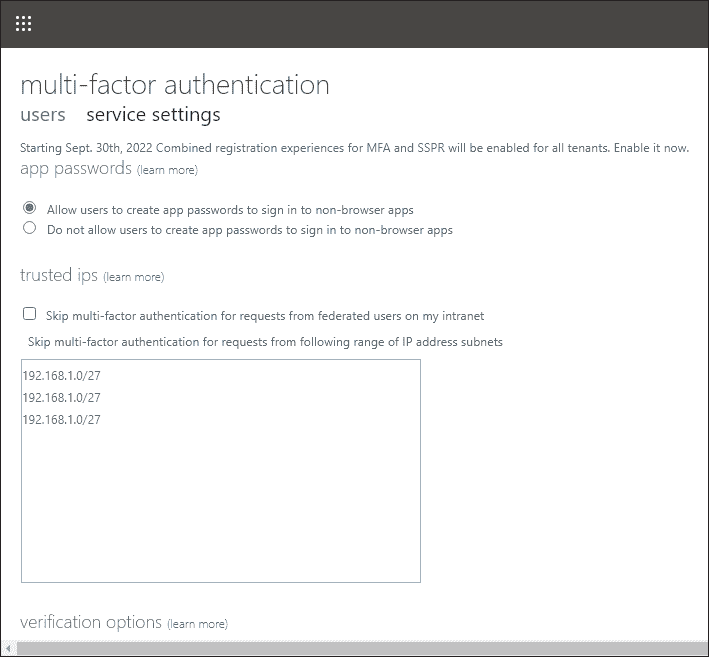 multi-factor authentication
users service settings
Starting Sept. 30th, 2022 Combined registration experiences for MFA and SSPR will be enabled for all tenants. Enable it now.
app passwords (learn more)
Allow users to create app passwords to sign in to non-browser apps
Do not allow users to create app passwords to sign in to non-browser apps
trusted ips (learn more)
Skip multi-factor authentication for requests from federated users on my intranet
Skip multi-factor authentication for requests from following range of IP address subnets
192.168.1.0/27
192.168.1.0/27
192.168.1.0/27
verification options (learn more)